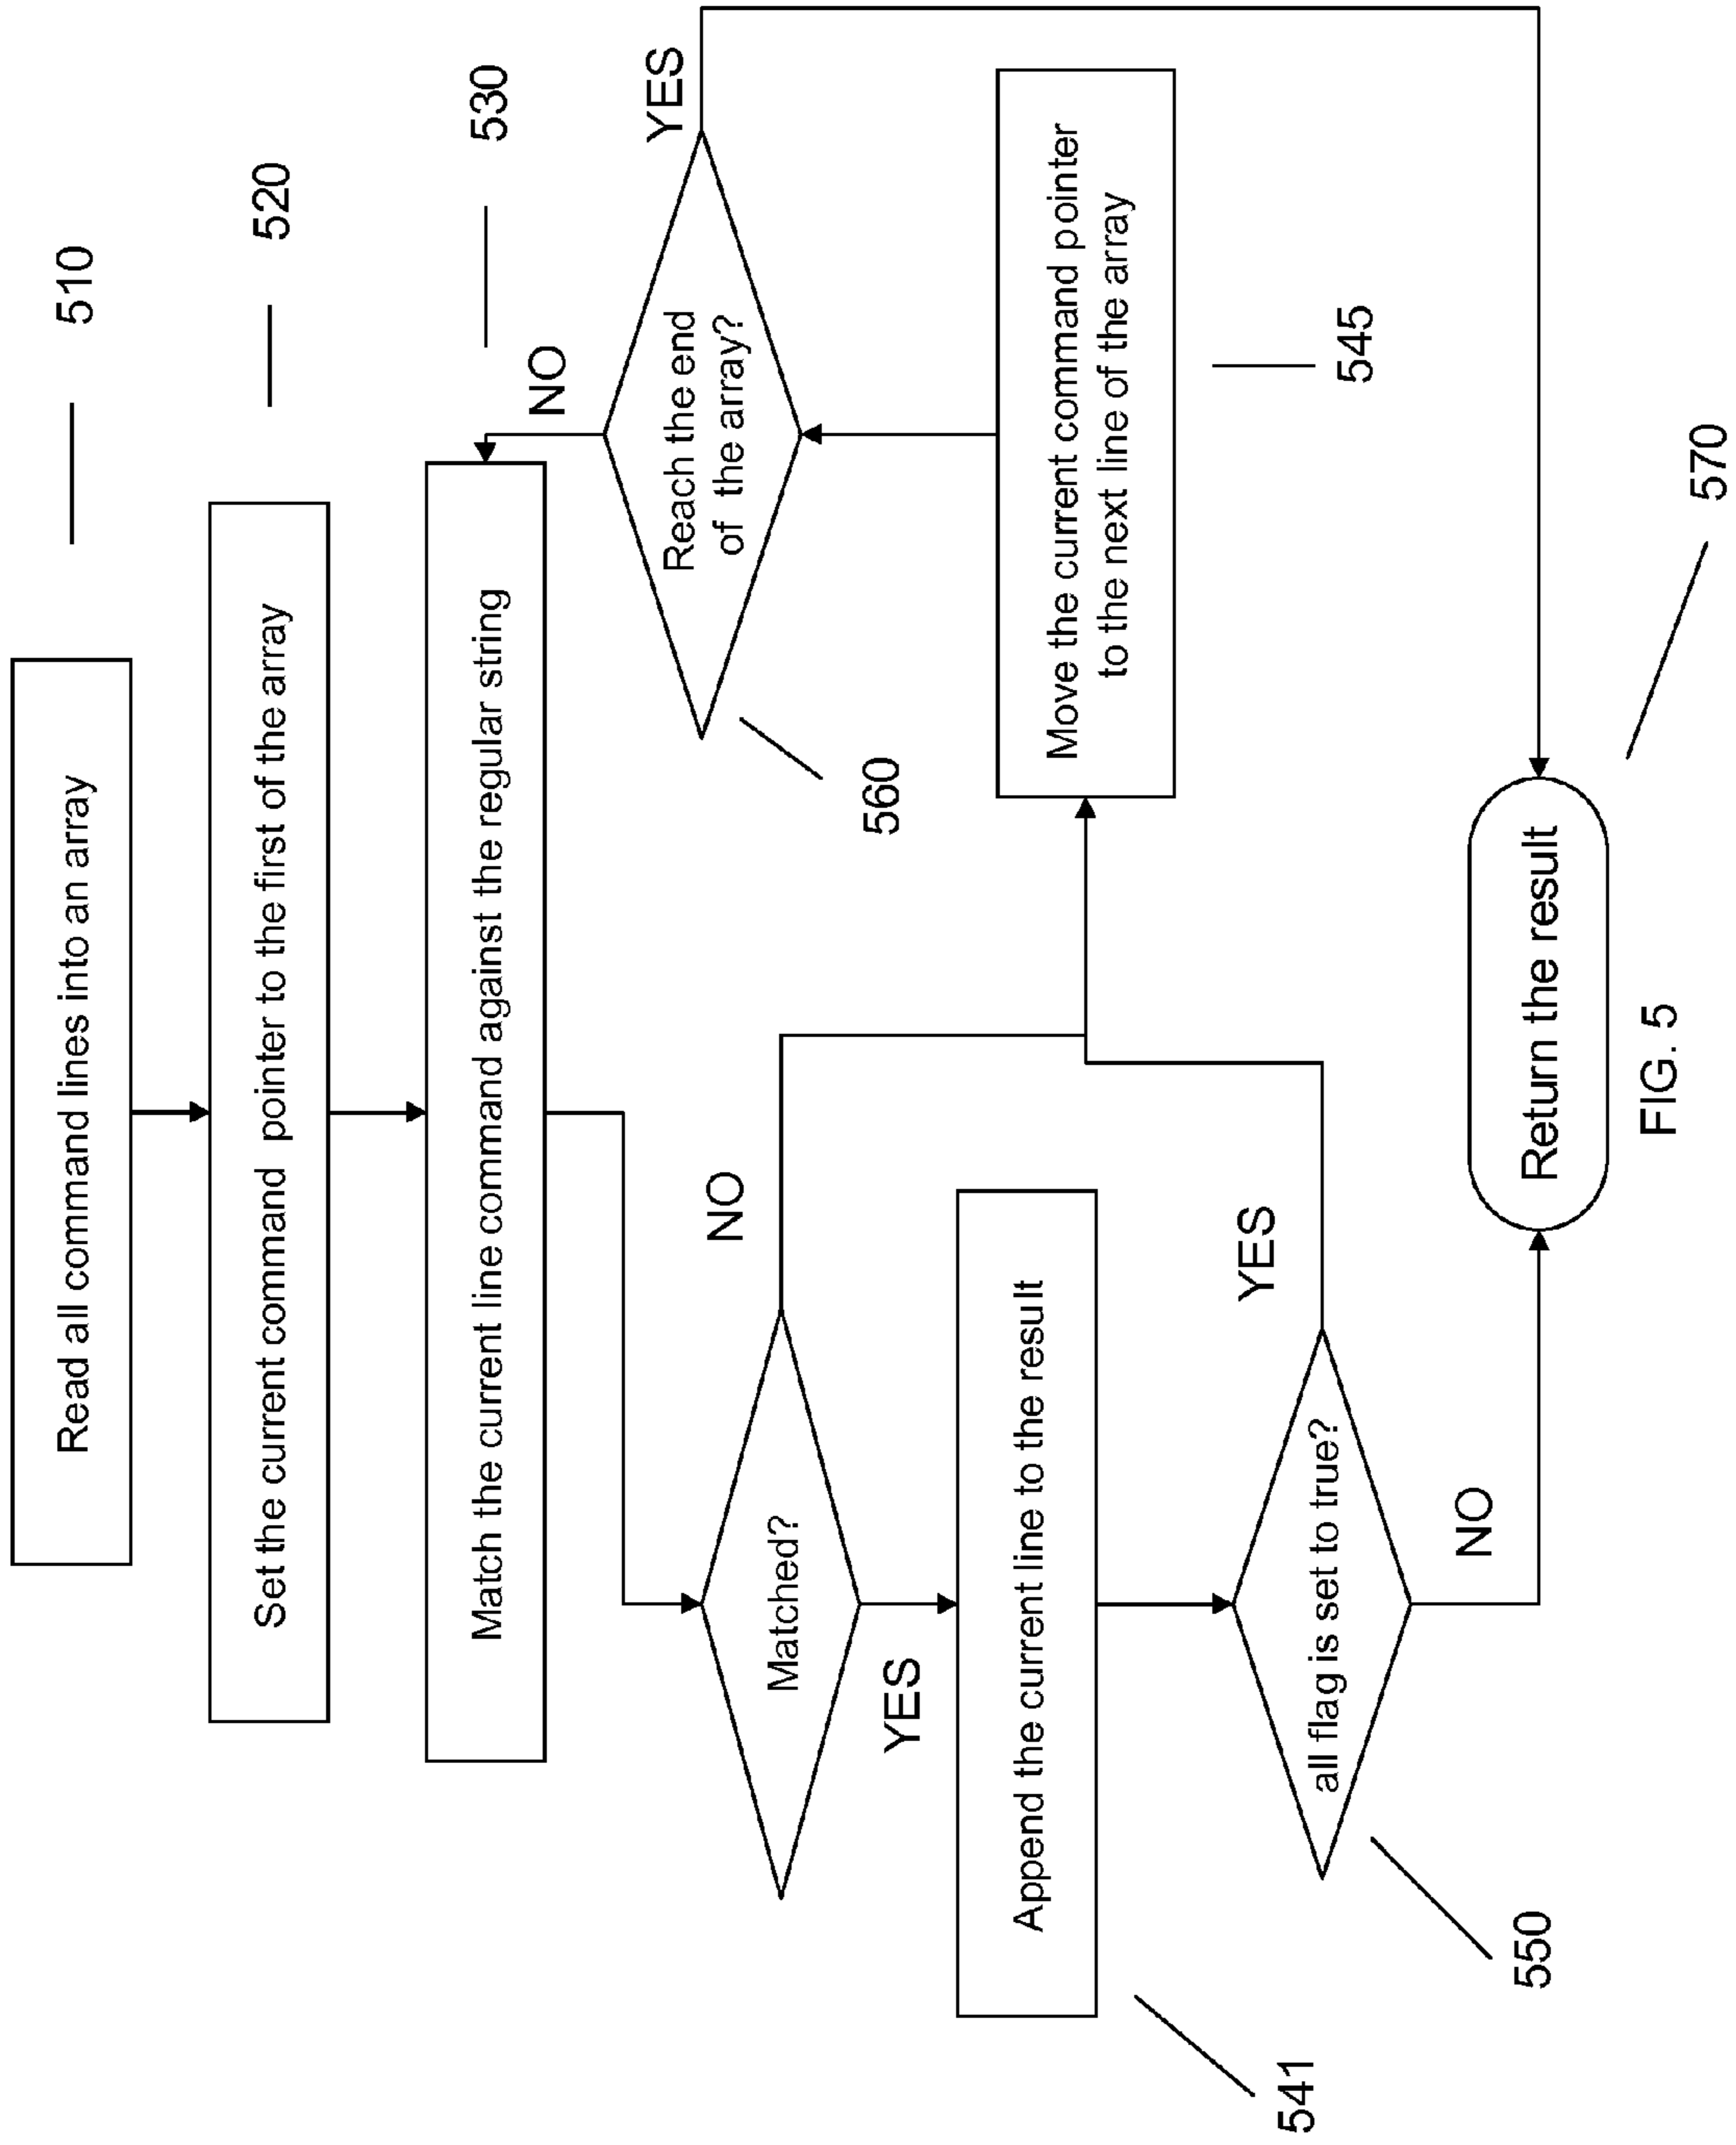 Read all command lines into an array
510
Set the current command pointer to the first of the array
520
Match the current line command against the regular string
530
NO
Matched?
NO
YES
Reach the end
of the array?
YES
560
Append the current line to the result
541
Move the current command pointer
to the next line of the array
545
YES
all flag is set to true?
550
NO
Return the result
570
FIG. 5